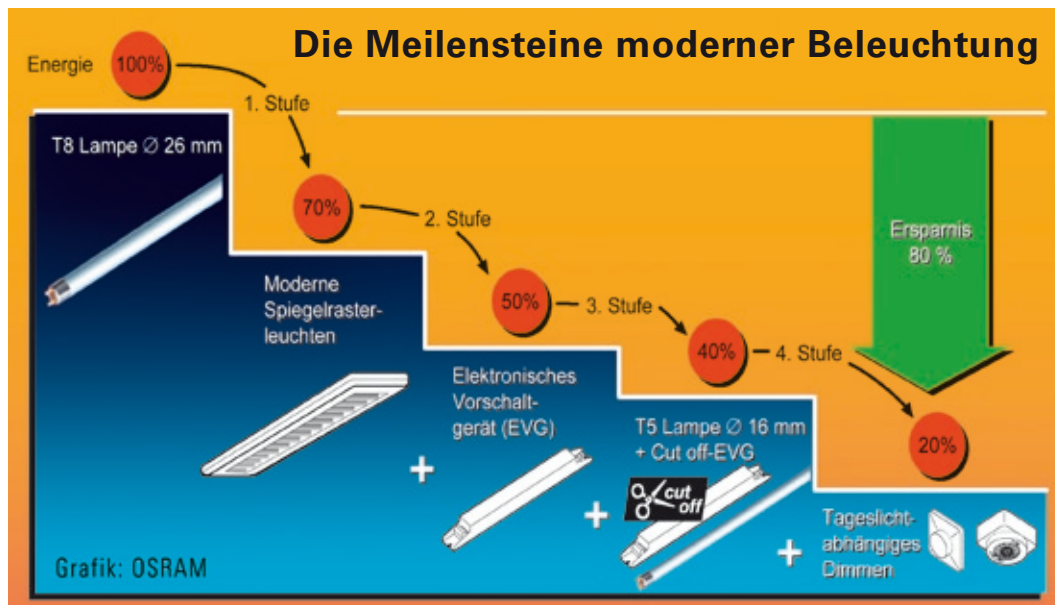 Die Meilensteine moderner Beleuchtung
Energie 100%
1. Stufe
T8 Lampe ∅ 26 mm
70%
2. Stufe
Moderne
Spiegelraster-
leuchten
50%
3. Stufe
Elektronisches
Vorschalt-
gerät (EVG)
40%
4. Stufe
T5 Lampe ∅ 16 mm
+ Cut off-EVG
cut
off
Ersparnis
80 %
20%
+
+
+
Tageslicht-
abhängiges
Dimmen
Grafik: OSRAM